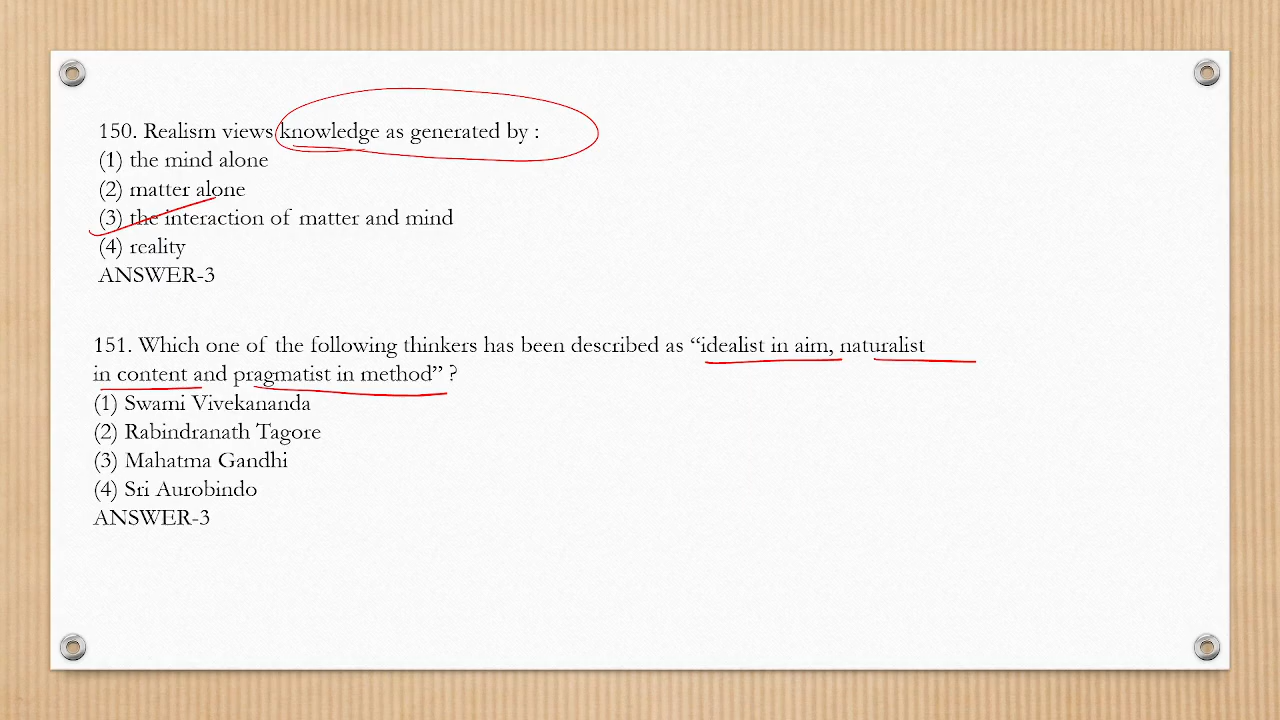 150. Realism views knowledge as generated by :
(1) the mind alone
(2) matter alone
(3) the interaction of matter and mind
(4) reality
ANSWER-3
151. Which one of the following thinkers has been described as “idealist in aim, naturalist
in content and pragmatist in method” ?
(1) Swami Vivekananda
(2) Rabindranath Tagore
(3) Mahatma Gandhi
(4) Sri Aurobindo
ANSWER-3